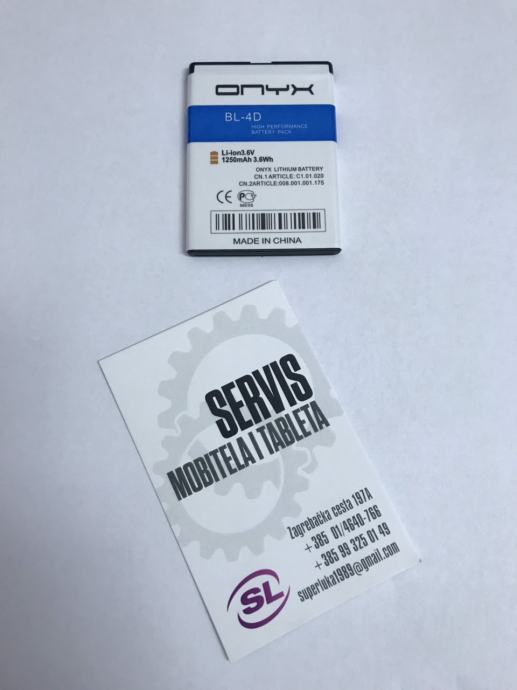 ONYX
BL-4D
HIGH PERFORMANCE
BATTERY PACK
Li-ion3.6V
1250mAh 3.6Wh
ONYX LITHIUM BATTERY
CN.1ARTICLE: C1.01.020
CN.2ARTICLE:008.001.001.175
CE
MADE IN CHINA
SERVIS
MOBITELA I TABLETA
Zagrebačka cesta 197A
+385 01/4640-766
+385 99 325 01 49
superluka1989@gmail.com
SL